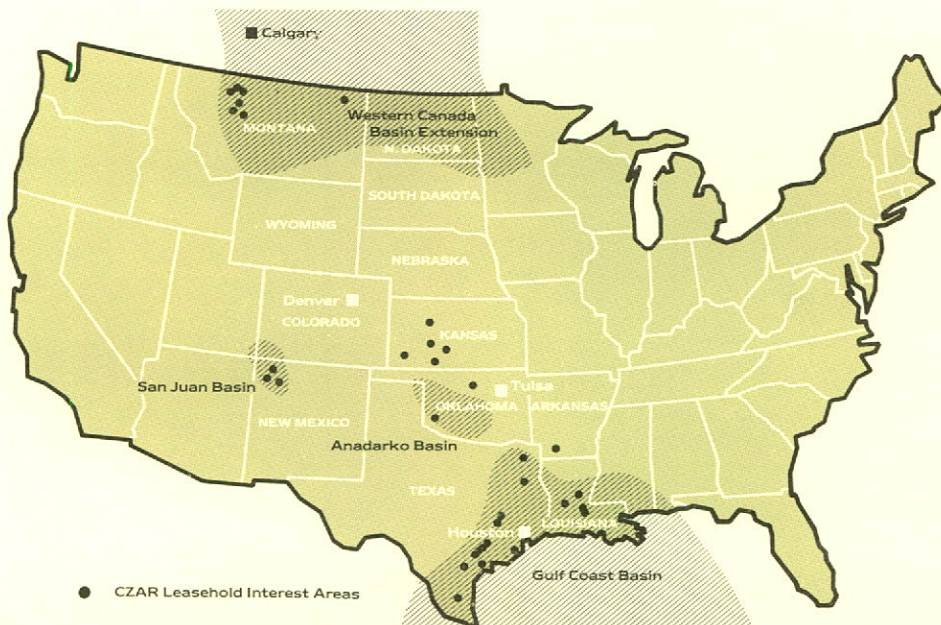 Calgary
Western Canada
Basin Extension
MONTANA
N. DAKOTA
SOUTH DAKOTA
WYOMING
NEBRASKA
Denver
COLORADO
KANSAS
San Juan Basin
Tulsa
OKLAHOMA
ARKANSAS
NEW MEXICO
Anadarko Basin
TEXAS
Houston
LOUISIANA
Gulf Coast Basin
CZAR Leasehold Interest Areas